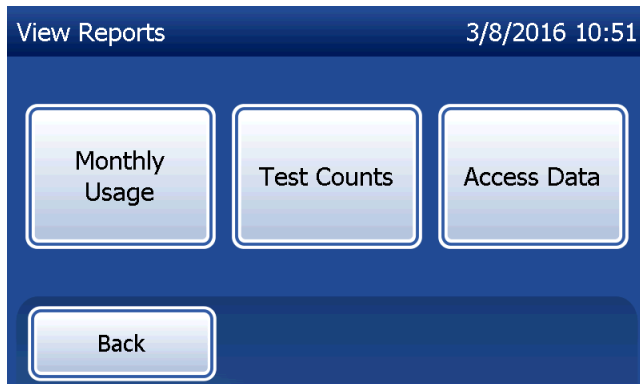 View Reports 3/8/2016 10:51
Monthly
Usage
Test Counts
Access Data
Back